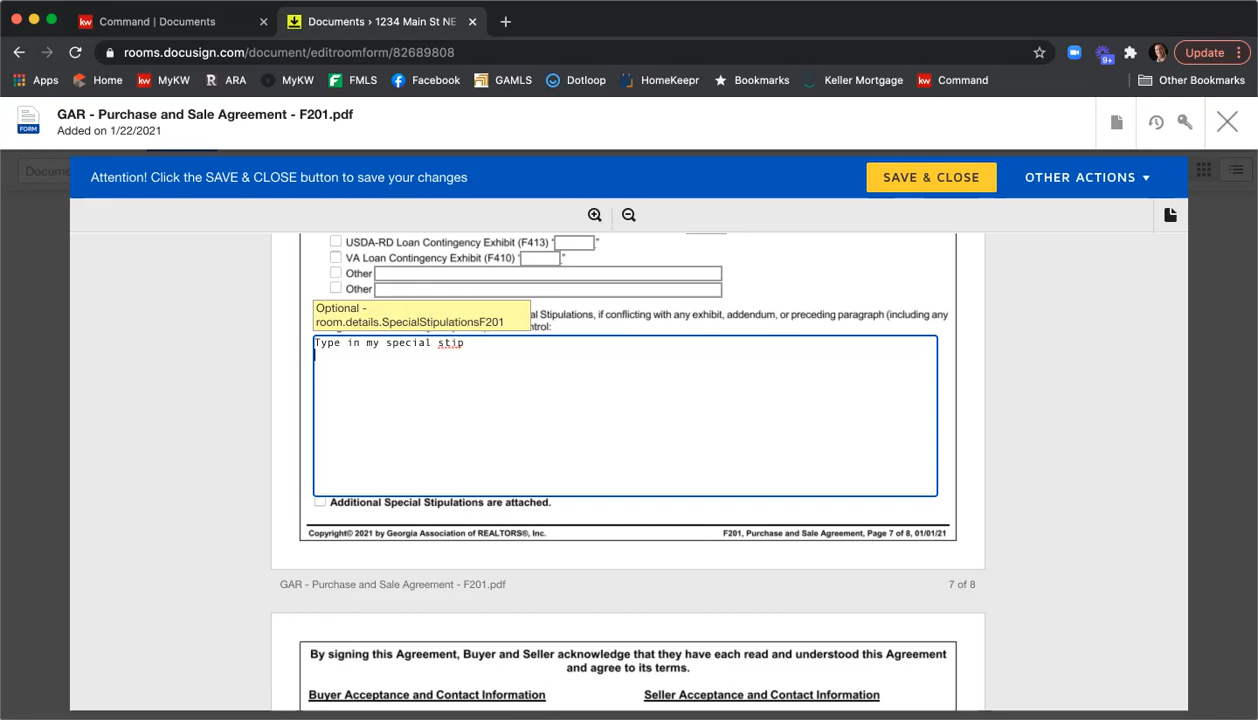 kw Command | Documents
Documents › 1234 Main St NE
rooms.docusign.com/document/editroomform/82689808
Update
Apps Home kw MyKW R ARA MyKW FMLS Facebook GAMLS Dotloop HomeKeepr Bookmarks Keller Mortgage kw Command Other Bookmarks
9+
FORM
GAR - Purchase and Sale Agreement - F201.pdf
Added on 1/22/2021
Attention! Click the SAVE & CLOSE button to save your changes
SAVE & CLOSE
OTHER ACTIONS
USDA-RD Loan Contingency Exhibit (F413) "
VA Loan Contingency Exhibit (F410) "
Other
Other
Optional -
room.details.SpecialStipulationsF201
Stipulations, if conflicting with any exhibit, addendum, or preceding paragraph (including any
Type in my special stip
Additional Special Stipulations are attached.
Copyright© 2021 by Georgia Association of REALTORS®, Inc.
F201, Purchase and Sale Agreement, Page 7 of 8, 01/01/21
GAR - Purchase and Sale Agreement - F201.pdf
7 of 8
By signing this Agreement, Buyer and Seller acknowledge that they have each read and understood this Agreement
and agree to its terms.
Buyer Acceptance and Contact Information
Seller Acceptance and Contact Information